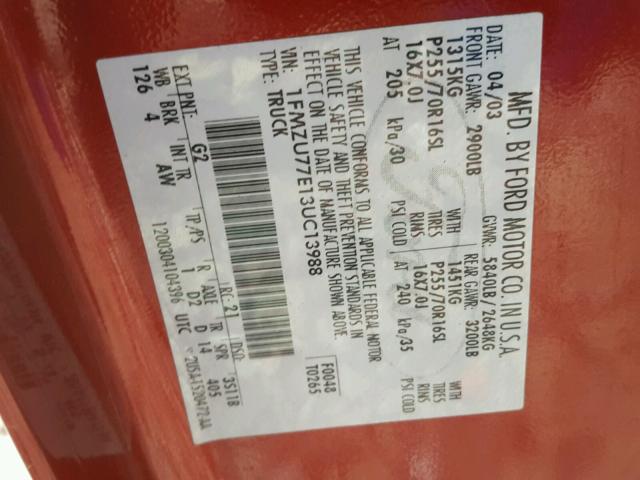 MFD. BY FORD MOTOR CO. IN U.S.A.
DATE: 04/03 GVWR: 5840LB / 2648KG
FRONT GAWR: 2900LB REAR GAWR: 3200LB
1315KG WITH 1451KG WITH
P255/70R16SL TIRES P255/70R16SL TIRES
16X7.0J RIMS 16X7.0J RIMS
AT 205 kPa/30 PSI COLD AT 240 kPa/35 PSI COLD
THIS VEHICLE CONFORMS TO ALL APPLICABLE FEDERAL MOTOR
VEHICLE SAFETY AND THEFT PREVENTION STANDARDS IN
EFFECT ON THE DATE OF MANUFACTURE SHOWN ABOVE.
VIN: 1FMZU77E13UC13988 F0048
TYPE: TRUCK T0265
EXT PNT: G2 RC: 21 DSO: 3S11B
WB BRK INT TR TP/PS R AXLE TR SPR
126 4 AW 1 D2 D 14 405
1200304104396 UTC